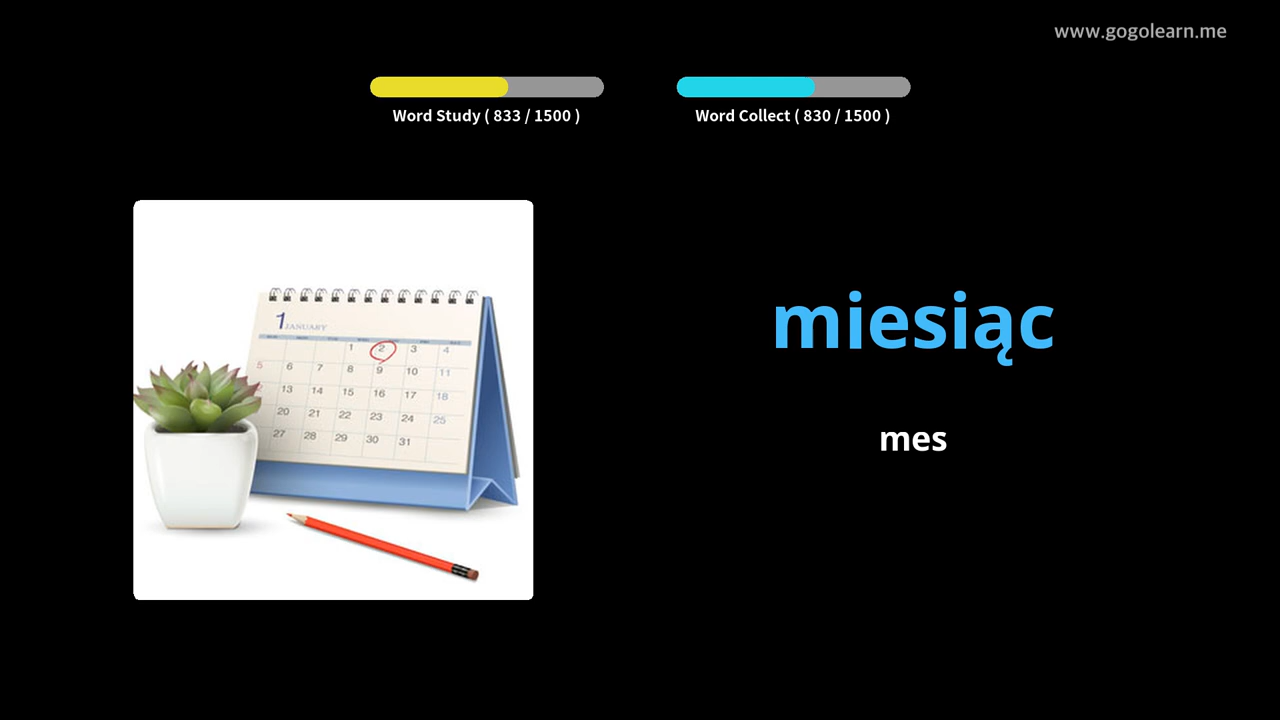 www.gogolearn.me
Word Study ( 833 / 1500 )
Word Collect ( 830 / 1500 )
1 JANUARY
1 2 3 4
5 6 7 8 9 10 11
2 13 14 15 16 17 18
20 21 22 23 24 25
27 28 29 30 31
miesiąc
mes